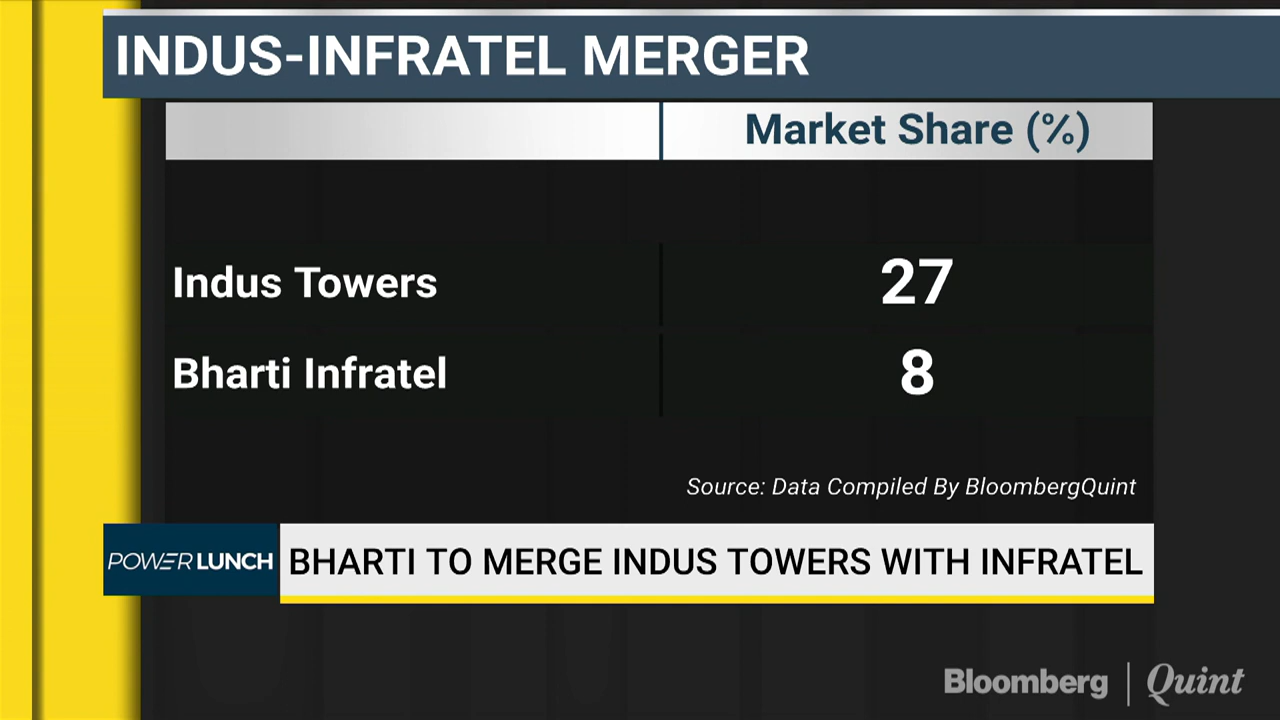 INDUS-INFRATEL MERGER
Market Share (%)
Indus Towers 27
Bharti Infratel 8
Source: Data Compiled By BloombergQuint
POWER LUNCH BHARTI TO MERGE INDUS TOWERS WITH INFRATEL
Bloomberg | Quint